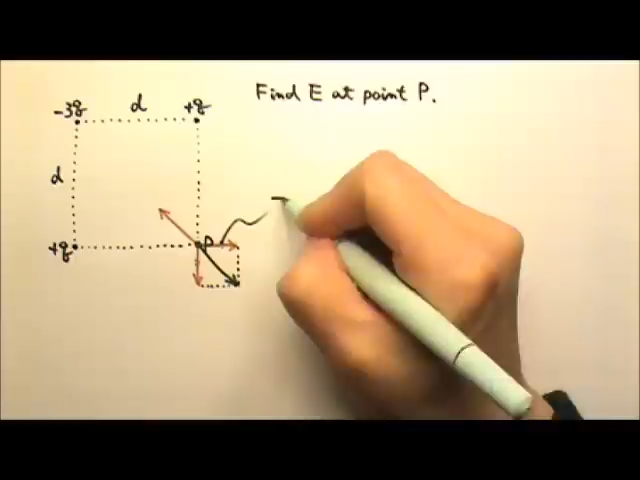 Find E at point P.
-3q d +q
d
+q P